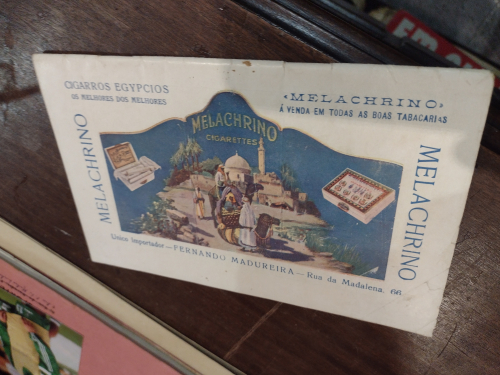 CIGARROS EGYPCIOS
OS MELHORES DOS MELHORES
«MELACHRINO»
Á VENDA EM TODAS AS BOAS TABACARIAS
MELACHRINO
MELACHRINO
CIGARETTES
MELACHRINO
Unico Importador — FERNANDO MADUREIRA — Rua da Madalena, 66